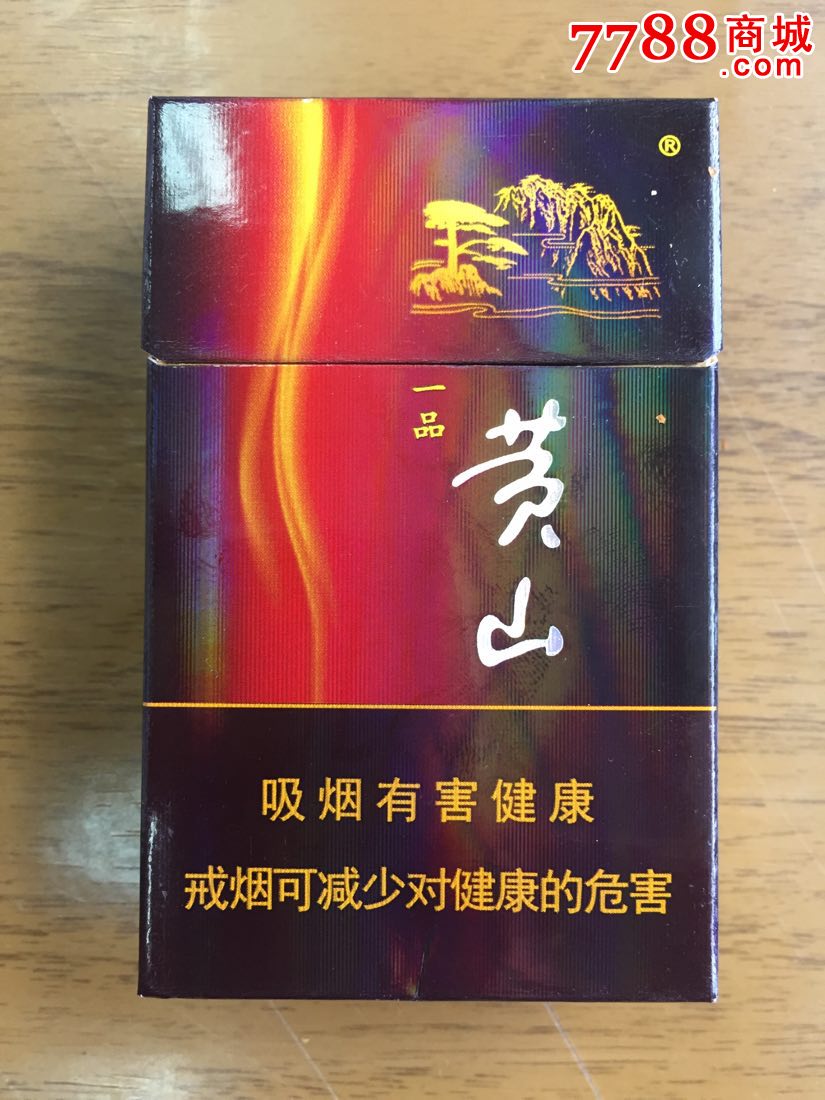 7788商城
.com
®
一品
黄山
吸烟有害健康
戒烟可减少对健康的危害